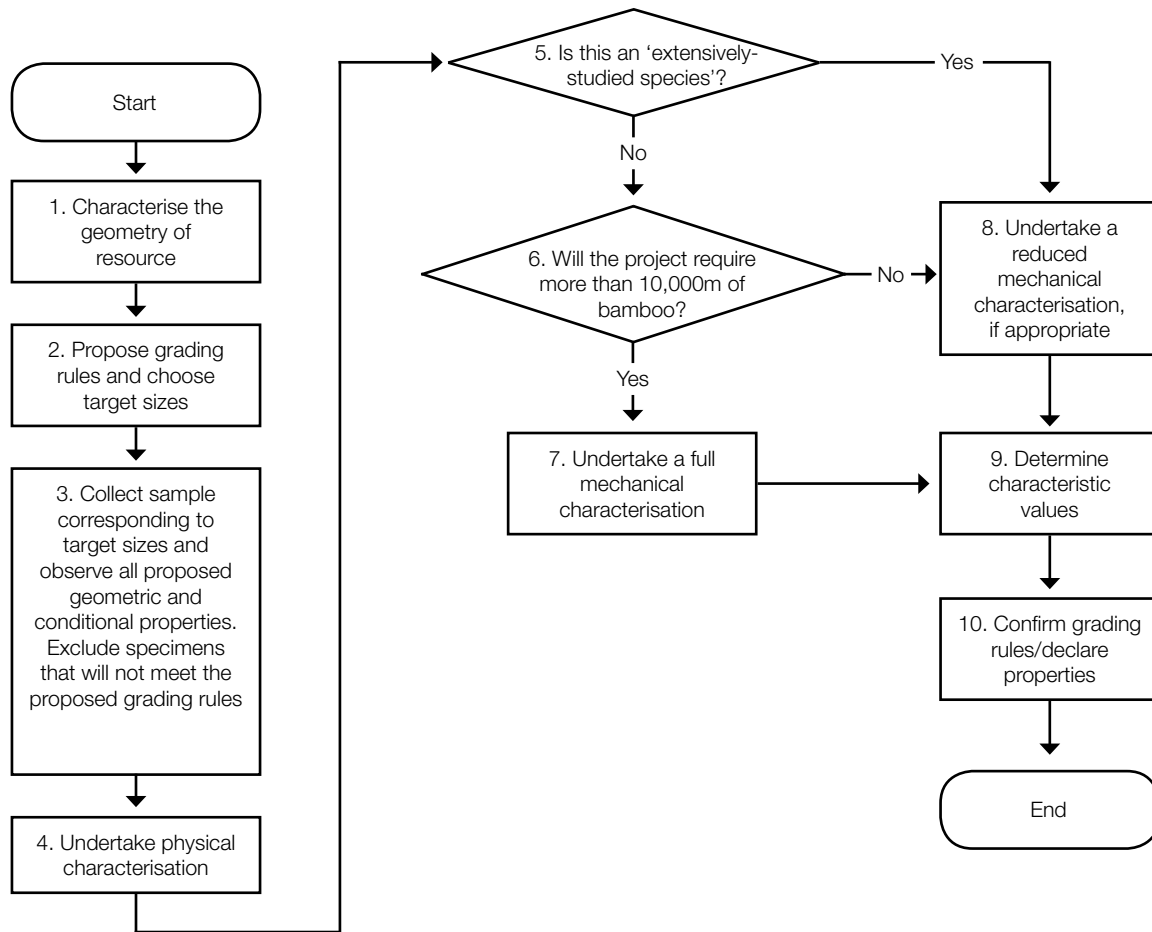 Start
1. Characterise the
geometry of
resource
2. Propose grading
rules and choose
target sizes
3. Collect sample
corresponding to
target sizes and
observe all proposed
geometric and
conditional properties.
Exclude specimens
that will not meet the
proposed grading rules
4. Undertake physical
characterisation
5. Is this an ‘extensively-
studied species’?
Yes
No
6. Will the project require
more than 10,000m of
bamboo?
No
Yes
7. Undertake a full
mechanical
characterisation
8. Undertake a
reduced
mechanical
characterisation,
if appropriate
9. Determine
characteristic
values
10. Confirm grading
rules/declare
properties
End